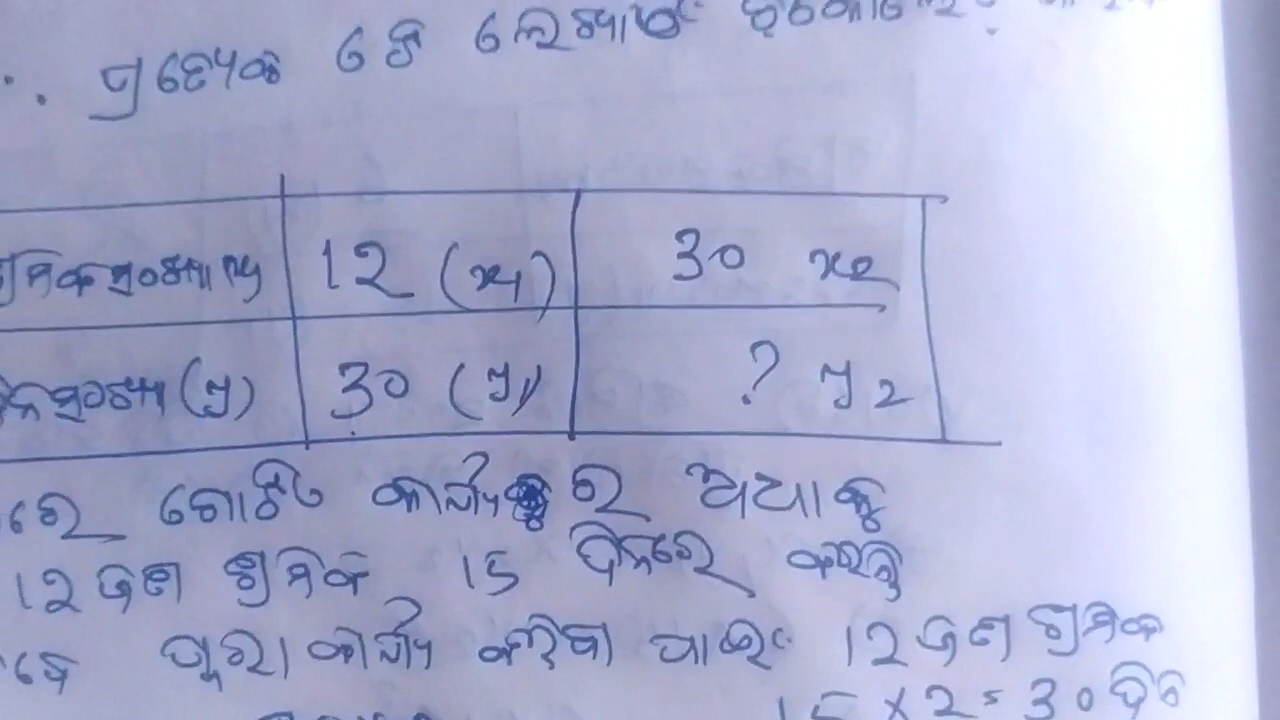 ∴ ପ୍ରତ୍ୟେକ ଟି ଲେଖାଏଁ
ଶ୍ରମିକ ସଂଖ୍ୟା (x) 12 (x1) 30 x2
ଦିନ ସଂଖ୍ୟା (y) 30 (y1) ? y2
ରେ ଗୋଟିଏ କାର୍ଯ୍ୟର ଅଧାକୁ
12 ଜଣ ଶ୍ରମିକ 15 ଦିନରେ କରନ୍ତି
ପୁରା କାର୍ଯ୍ୟ କରିବା ପାଇଁ 12 ଜଣ ଶ୍ରମିକ
15 x 2 = 30 ଦିନ